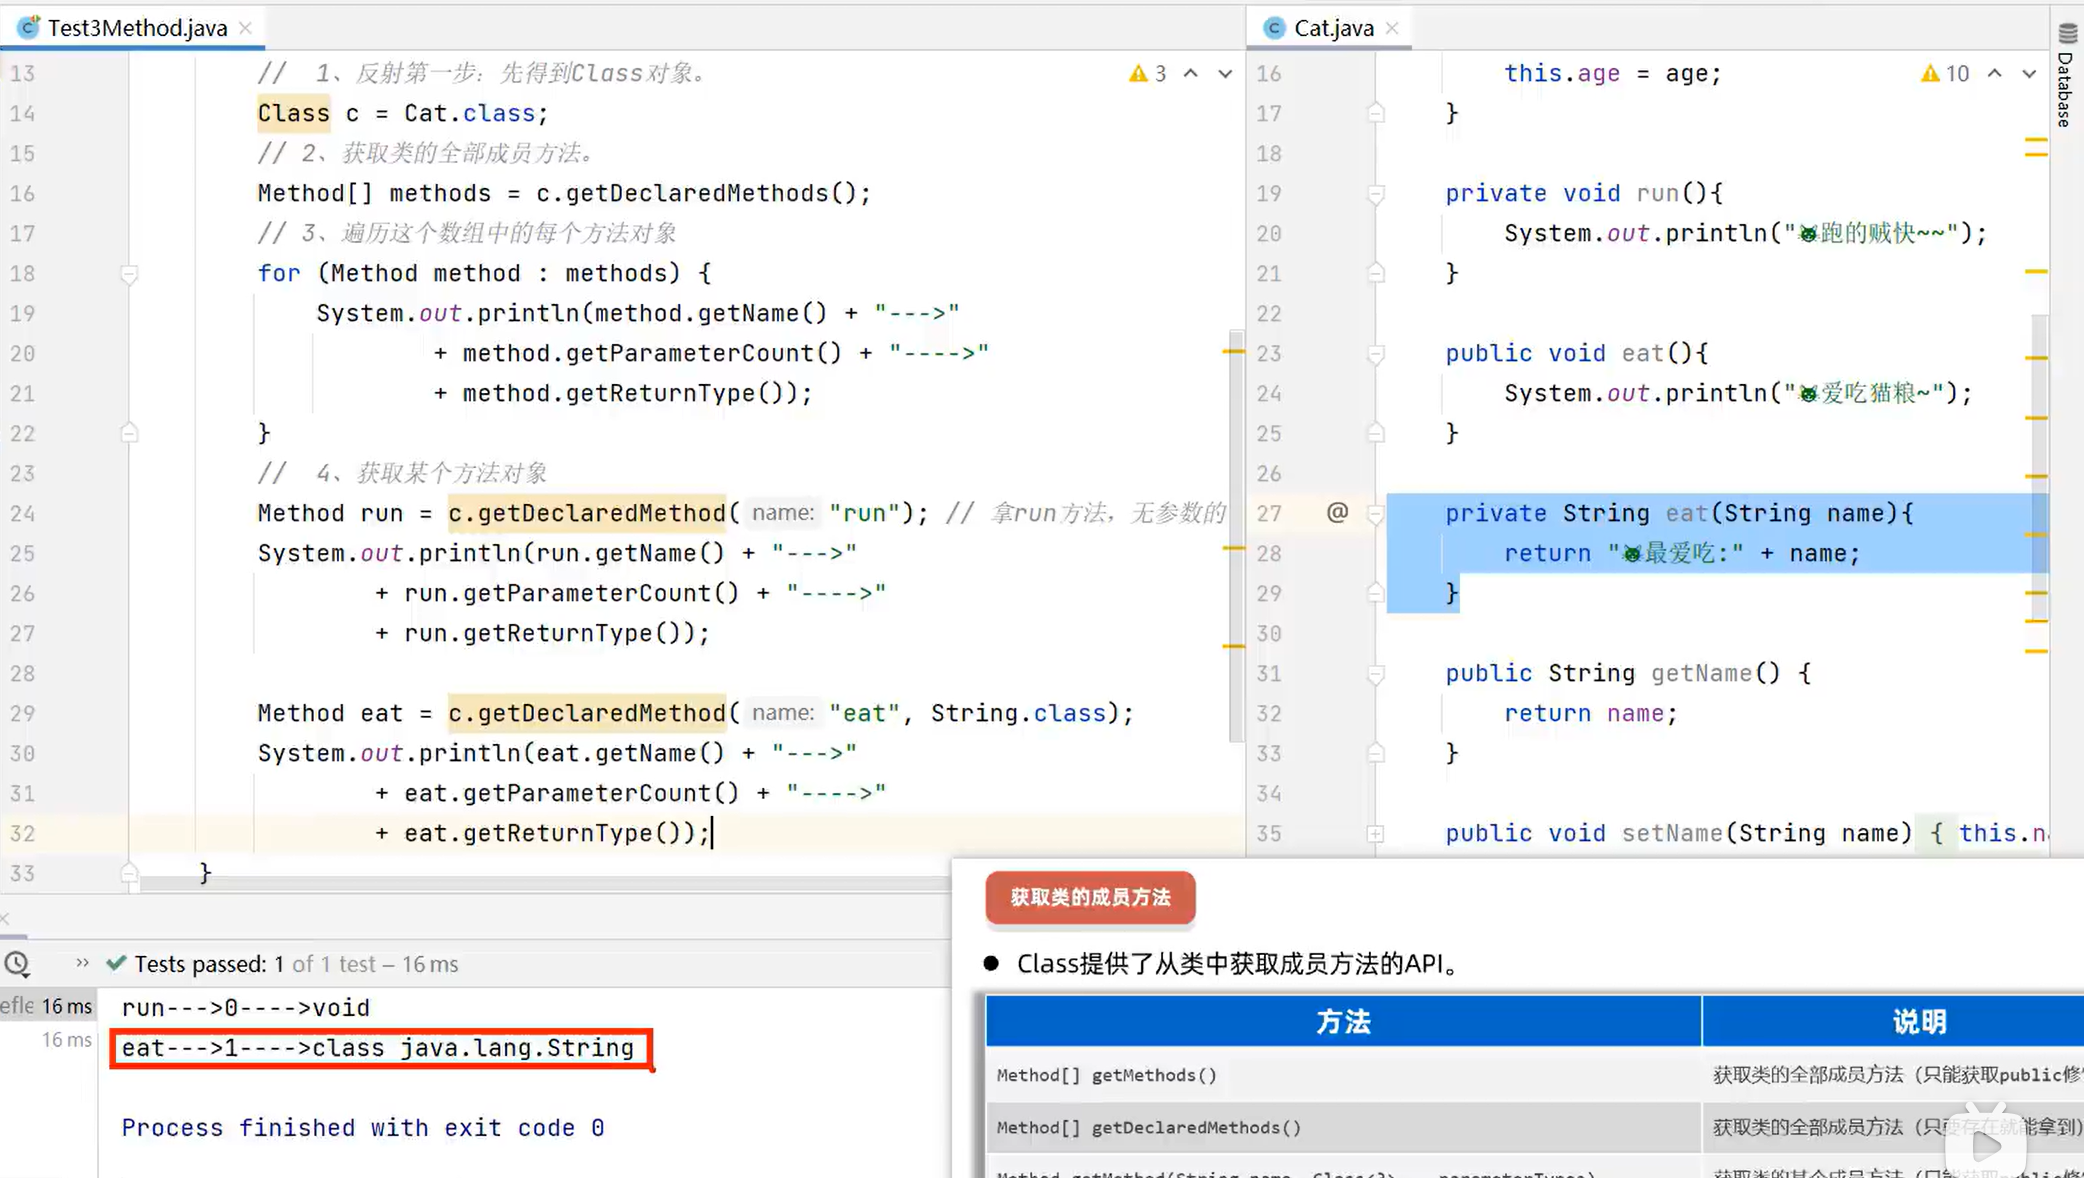 Test3Method.java
13 // 1、反射第一步：先得到Class对象。
14 Class c = Cat.class;
15 // 2、获取类的全部成员方法。
16 Method[] methods = c.getDeclaredMethods();
17 // 3、遍历这个数组中的每个方法对象
18 for (Method method : methods) {
19 System.out.println(method.getName() + "--->"
20 + method.getParameterCount() + "---->"
21 + method.getReturnType());
22 }
23 // 4、获取某个方法对象
24 Method run = c.getDeclaredMethod( name: "run"); // 拿run方法，无参数的
25 System.out.println(run.getName() + "--->"
26 + run.getParameterCount() + "---->"
27 + run.getReturnType());
28
29 Method eat = c.getDeclaredMethod( name: "eat", String.class);
30 System.out.println(eat.getName() + "--->"
31 + eat.getParameterCount() + "---->"
32 + eat.getReturnType());
33 }
3
Cat.java
10
16 this.age = age;
17 }
18
19 private void run(){
20 System.out.println("🐱跑的贼快~~");
21 }
22
23 public void eat(){
24 System.out.println("🐱爱吃猫粮~");
25 }
26
27 @ private String eat(String name){
28 return "🐱最爱吃:" + name;
29 }
30
31 public String getName() {
32 return name;
33 }
34
35 public void setName(String name) { this.na
Database
Tests passed: 1 of 1 test – 16 ms
efle 16 ms
16 ms
run--->0---->void
eat--->1---->class java.lang.String
Process finished with exit code 0
获取类的成员方法
● Class提供了从类中获取成员方法的API。
方法 说明
Method[] getMethods() 获取类的全部成员方法（只能获取public修
Method[] getDeclaredMethods() 获取类的全部成员方法（只要存在就能拿到）